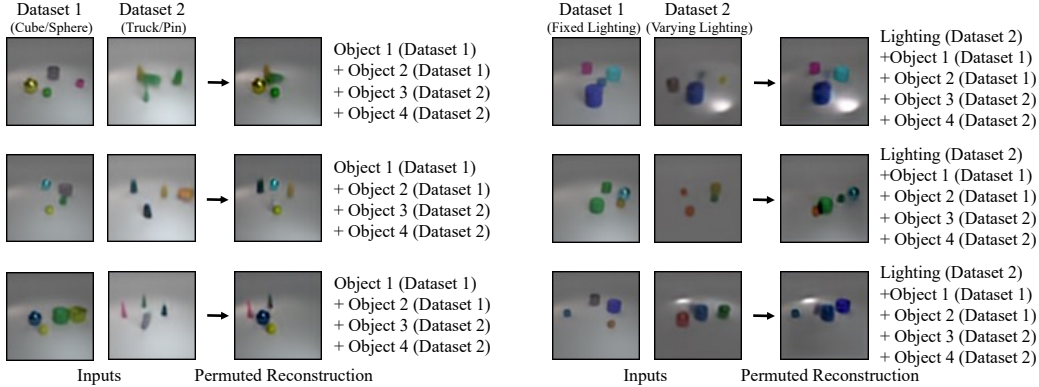 Dataset 1
(Cube/Sphere)
Dataset 2
(Truck/Pin)
Object 1 (Dataset 1)
+ Object 2 (Dataset 1)
+ Object 3 (Dataset 2)
+ Object 4 (Dataset 2)
Object 1 (Dataset 1)
+ Object 2 (Dataset 1)
+ Object 3 (Dataset 2)
+ Object 4 (Dataset 2)
Object 1 (Dataset 1)
+ Object 2 (Dataset 1)
+ Object 3 (Dataset 2)
+ Object 4 (Dataset 2)
Inputs
Permuted Reconstruction
Dataset 1
(Fixed Lighting)
Dataset 2
(Varying Lighting)
Lighting (Dataset 2)
+Object 1 (Dataset 1)
+ Object 2 (Dataset 1)
+ Object 3 (Dataset 2)
+ Object 4 (Dataset 2)
Lighting (Dataset 2)
+Object 1 (Dataset 1)
+ Object 2 (Dataset 1)
+ Object 3 (Dataset 2)
+ Object 4 (Dataset 2)
Lighting (Dataset 2)
+Object 1 (Dataset 1)
+ Object 2 (Dataset 1)
+ Object 3 (Dataset 2)
+ Object 4 (Dataset 2)
Inputs
Permuted Reconstruction